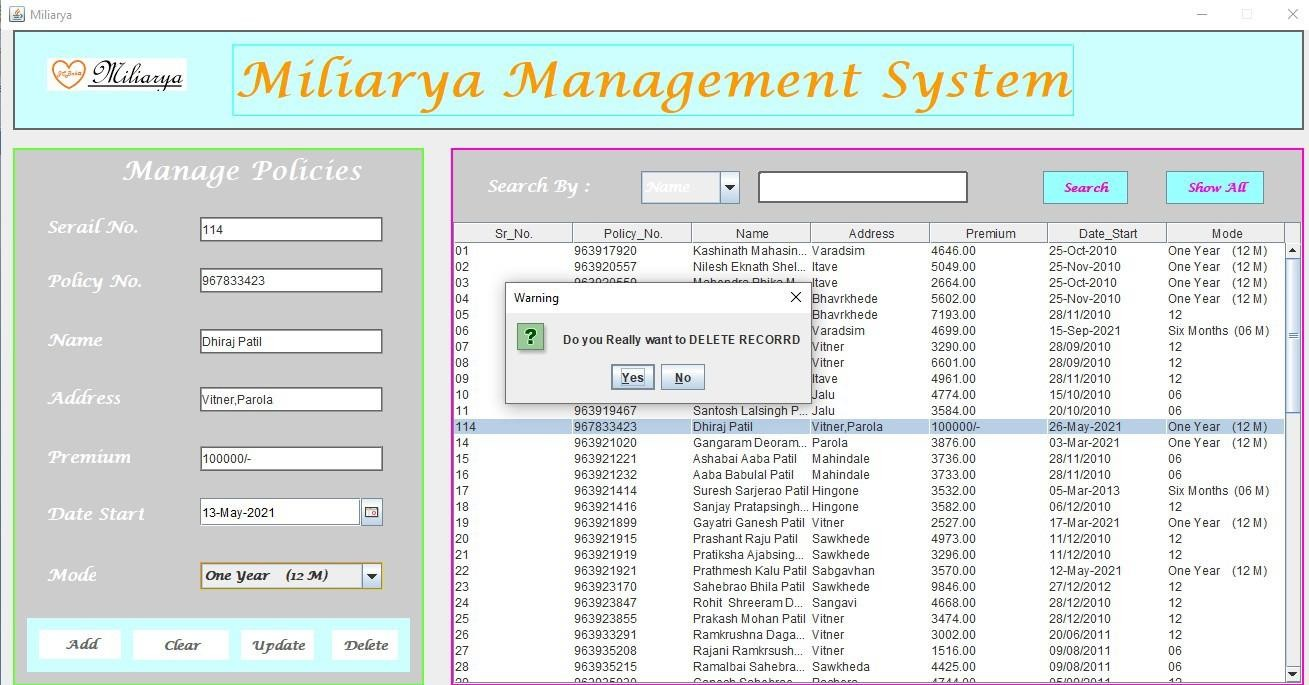 Miliarya
Miliarya
Miliarya Management System
Manage Policies
Serail No. 114
Policy No. 967833423
Name Dhiraj Patil
Address Vitner,Parola
Premium 100000/-
Date Start 13-May-2021
Mode One Year (12 M)
Add Clear Update Delete
Search By : Name Search Show All
Sr_No. Policy_No. Name Address Premium Date_Start Mode
01 963917920 Kashinath Mahasin... Varadsim 4646.00 25-Oct-2010 One Year (12 M)
02 963920557 Nilesh Eknath Shel... Itave 5049.00 25-Nov-2010 One Year (12 M)
03 Itave 2664.00 25-Oct-2010 One Year (12 M)
04 Bhavrkhede 5602.00 25-Nov-2010 One Year (12 M)
05 Bhavrkhede 7193.00 28/11/2010 12
06 Varadsim 4699.00 15-Sep-2021 Six Months (06 M)
07 Vitner 3290.00 28/09/2010 12
08 Vitner 6601.00 28/09/2010 12
09 Itave 4961.00 28/11/2010 12
10 Jalu 4774.00 15/10/2010 06
11 963919467 Santosh Lalsingh P... Jalu 3584.00 20/10/2010 06
114 967833423 Dhiraj Patil Vitner,Parola 100000/- 26-May-2021 One Year (12 M)
14 963921020 Gangaram Deoram... Parola 3876.00 03-Mar-2021 One Year (12 M)
15 963921221 Ashabai Aaba Patil Mahindale 3736.00 28/11/2010 06
16 963921232 Aaba Babulal Patil Mahindale 3733.00 28/11/2010 06
17 963921414 Suresh Sarjerao Patil Hingone 3532.00 05-Mar-2013 Six Months (06 M)
18 963921416 Sanjay Pratapsingh... Hingone 3582.00 06/12/2010 12
19 963921899 Gayatri Ganesh Patil Vitner 2527.00 17-Mar-2021 One Year (12 M)
20 963921915 Prashant Raju Patil Sawkhede 4973.00 11/12/2010 12
21 963921919 Pratiksha Ajabsing... Sawkhede 3296.00 11/12/2010 12
22 963921921 Prathmesh Kalu Patil Sabgavhan 3570.00 12-May-2021 One Year (12 M)
23 963923170 Sahebrao Bhila Patil Sawkhede 9846.00 27/12/2012 12
24 963923847 Rohit Shreeram D... Sangavi 4668.00 28/12/2010 12
25 963923855 Prakash Mohan Patil Vitner 3474.00 28/12/2010 12
26 963933291 Ramkrushna Daga... Vitner 3002.00 20/06/2011 12
27 963935208 Rajani Ramkrsush... Vitner 1516.00 09/08/2011 06
28 963935215 Ramalbai Sahebra... Sawkheda 4425.00 09/08/2011 06
Warning
Do you Really want to DELETE RECORRD
Yes No